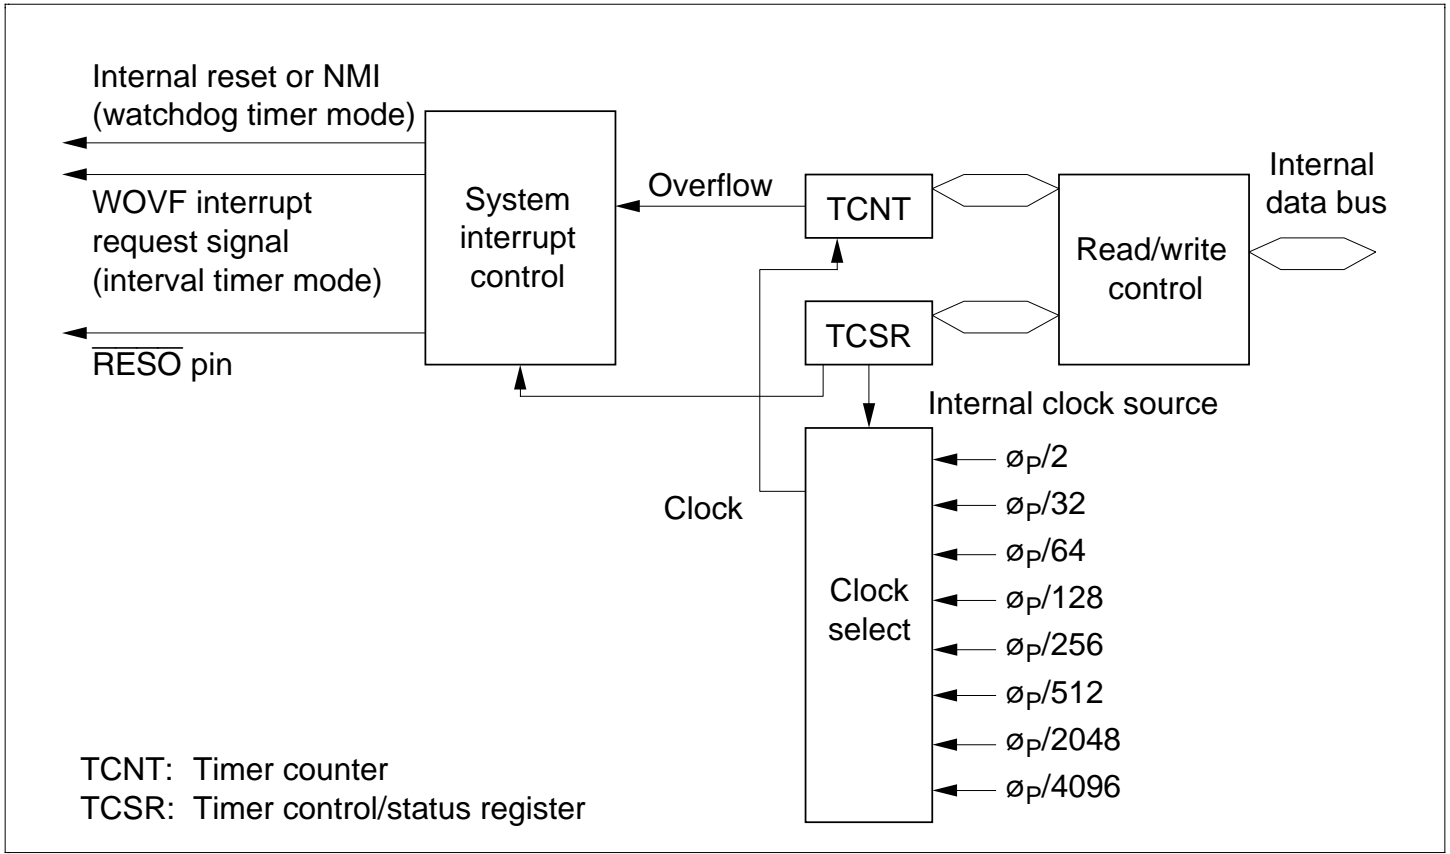 Internal reset or NMI
(watchdog timer mode)
WOVF interrupt
request signal
(interval timer mode)
RESO pin
System
interrupt
control
Overflow
TCNT
TCSR
Read/write
control
Internal
data bus
Internal clock source
Clock
Clock
select
øP/2
øP/32
øP/64
øP/128
øP/256
øP/512
øP/2048
øP/4096
TCNT: Timer counter
TCSR: Timer control/status register